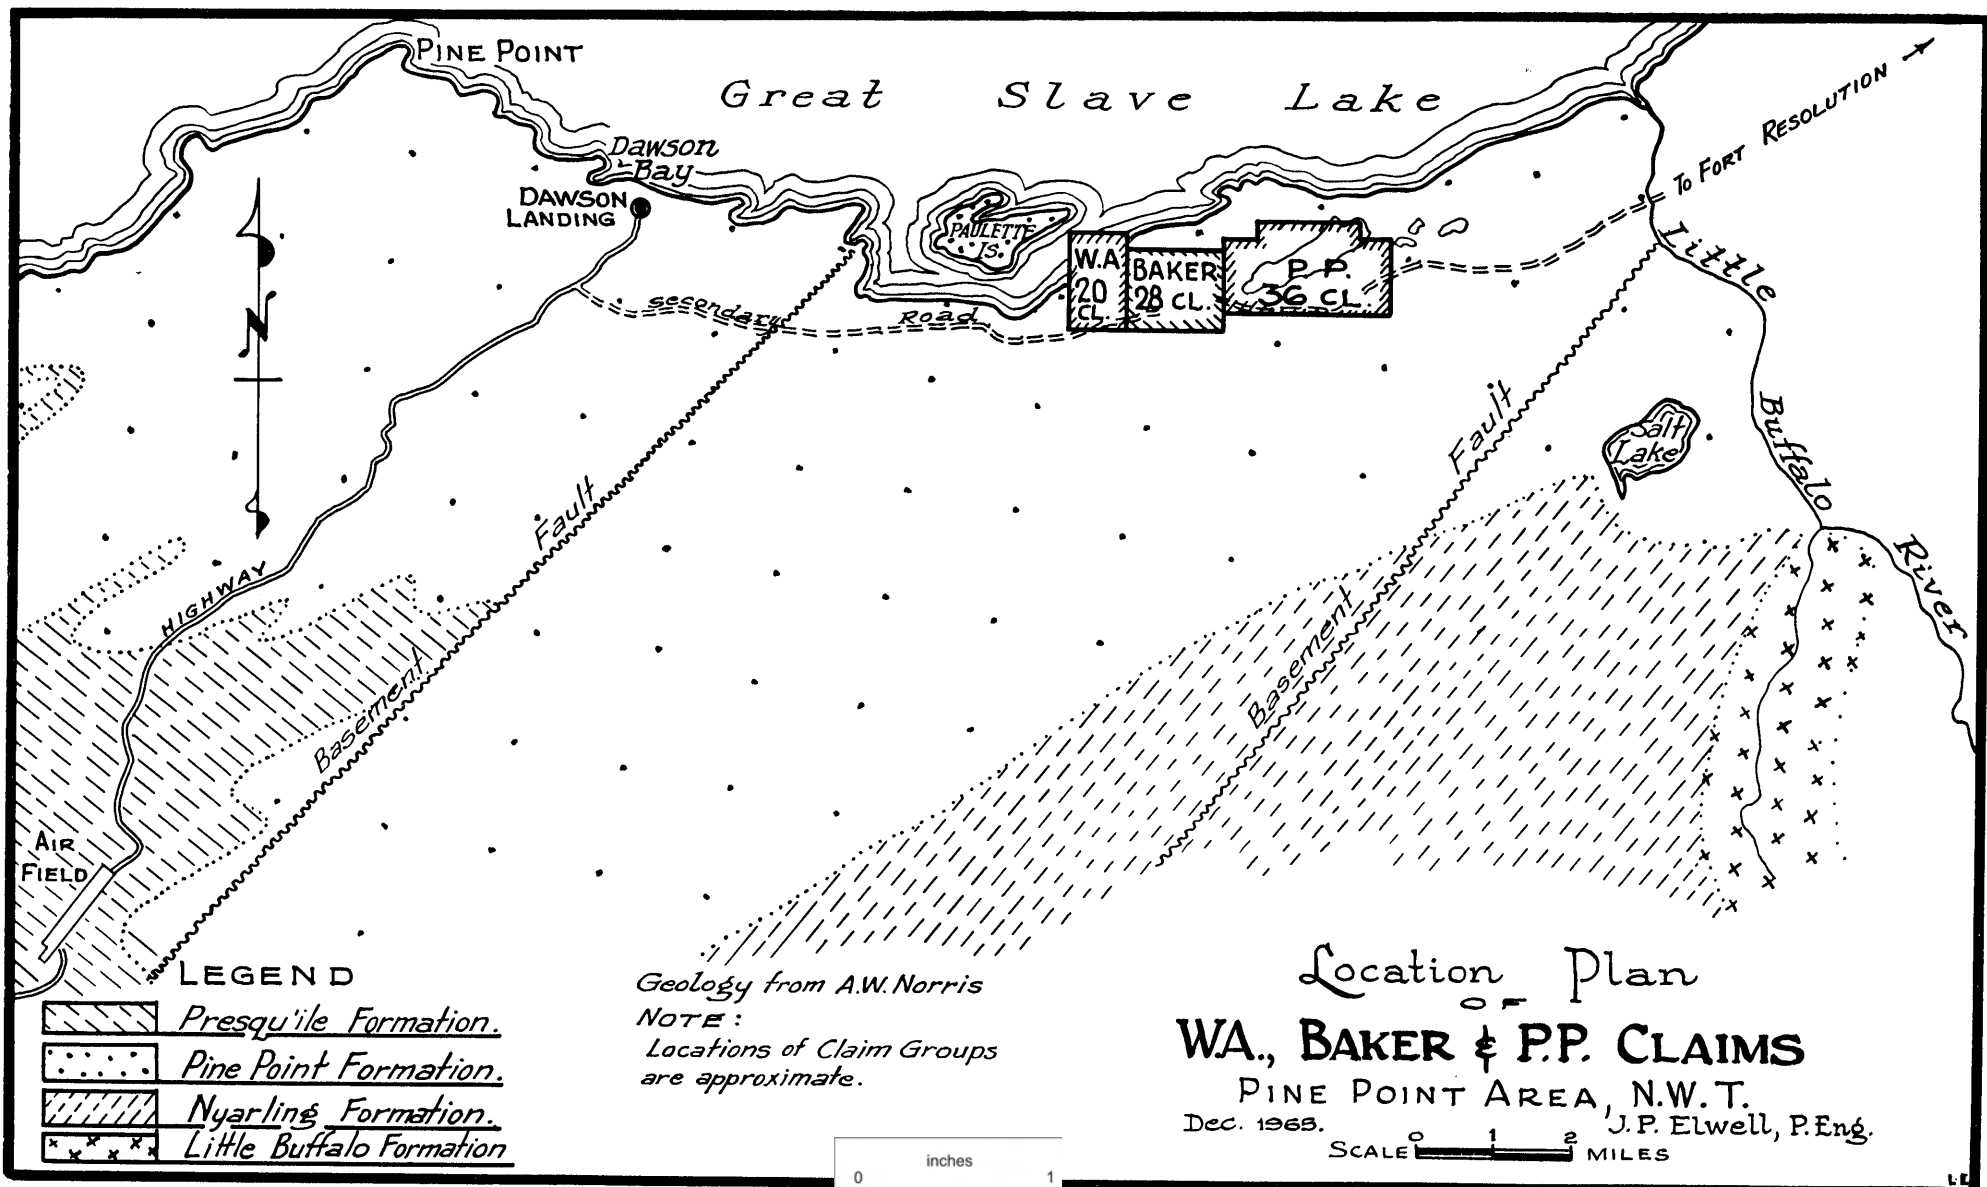 PINE POINT
Great Slave Lake
Dawson
Bay
DAWSON
LANDING
PAULETTE
IS.
TO FORT RESOLUTION
N
W.A
20
CL.
BAKER
28 CL.
P. P.
36 CL.
secondary Road
Little
Buffalo
River
Salt
Lake
Fault
Basement
Fault
Basement
HIGHWAY
AIR
FIELD
LEGEND
Presqu'ile Formation.
Pine Point Formation.
Nyarling Formation.
Little Buffalo Formation
Geology from A.W. Norris
NOTE:
Locations of Claim Groups
are approximate.
Location Plan
OF
W.A., BAKER & P.P. CLAIMS
PINE POINT AREA, N.W.T.
Dec. 1965. J.P. Elwell, P.Eng.
SCALE 0 1 2 MILES
inches
0 1